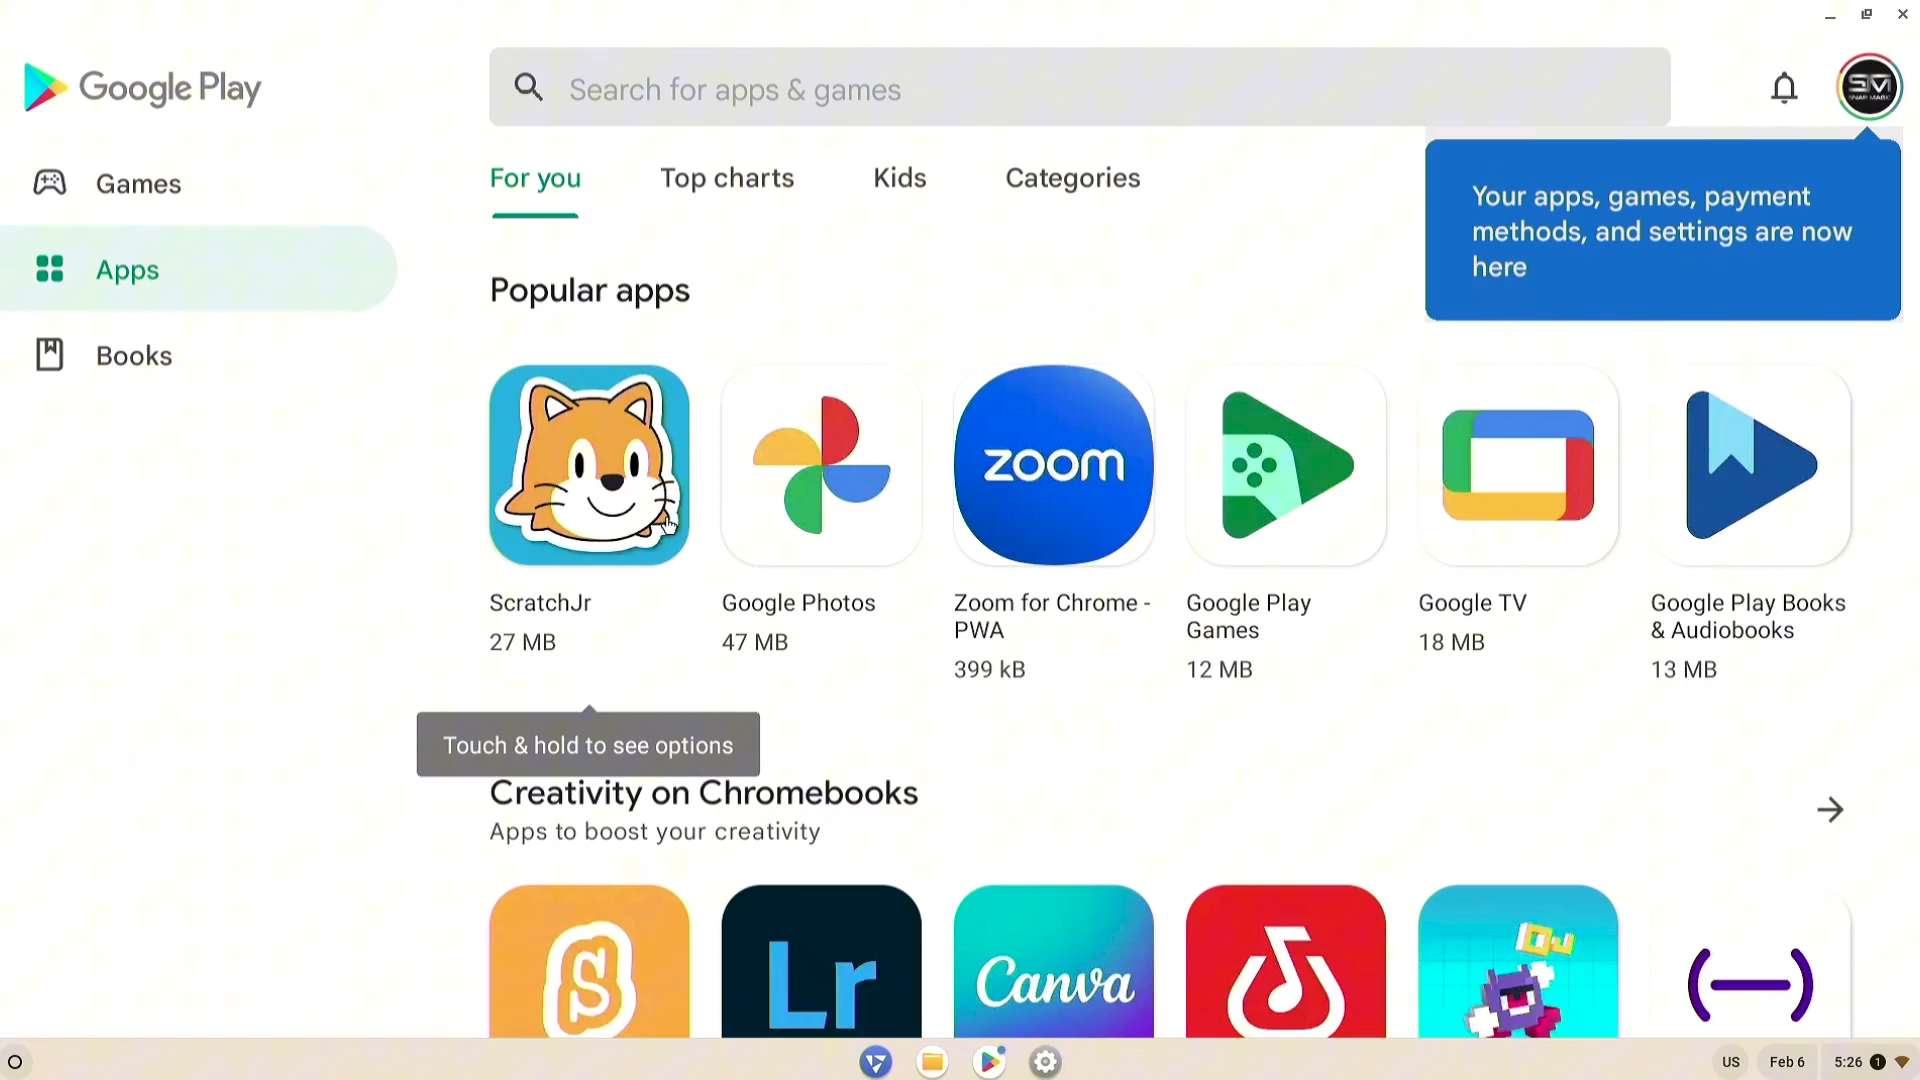 Google Play
Search for apps & games
SM
Games
Apps
Books
For you
Top charts
Kids
Categories
Your apps, games, payment
methods, and settings are now
here
Popular apps
zoom
ScratchJr
27 MB
Google Photos
47 MB
Zoom for Chrome -
PWA
399 kB
Google Play
Games
12 MB
Google TV
18 MB
Google Play Books
& Audiobooks
13 MB
Touch & hold to see options
Creativity on Chromebooks
Apps to boost your creativity
S
Lr
Canva
US
Feb 6
5:26
1